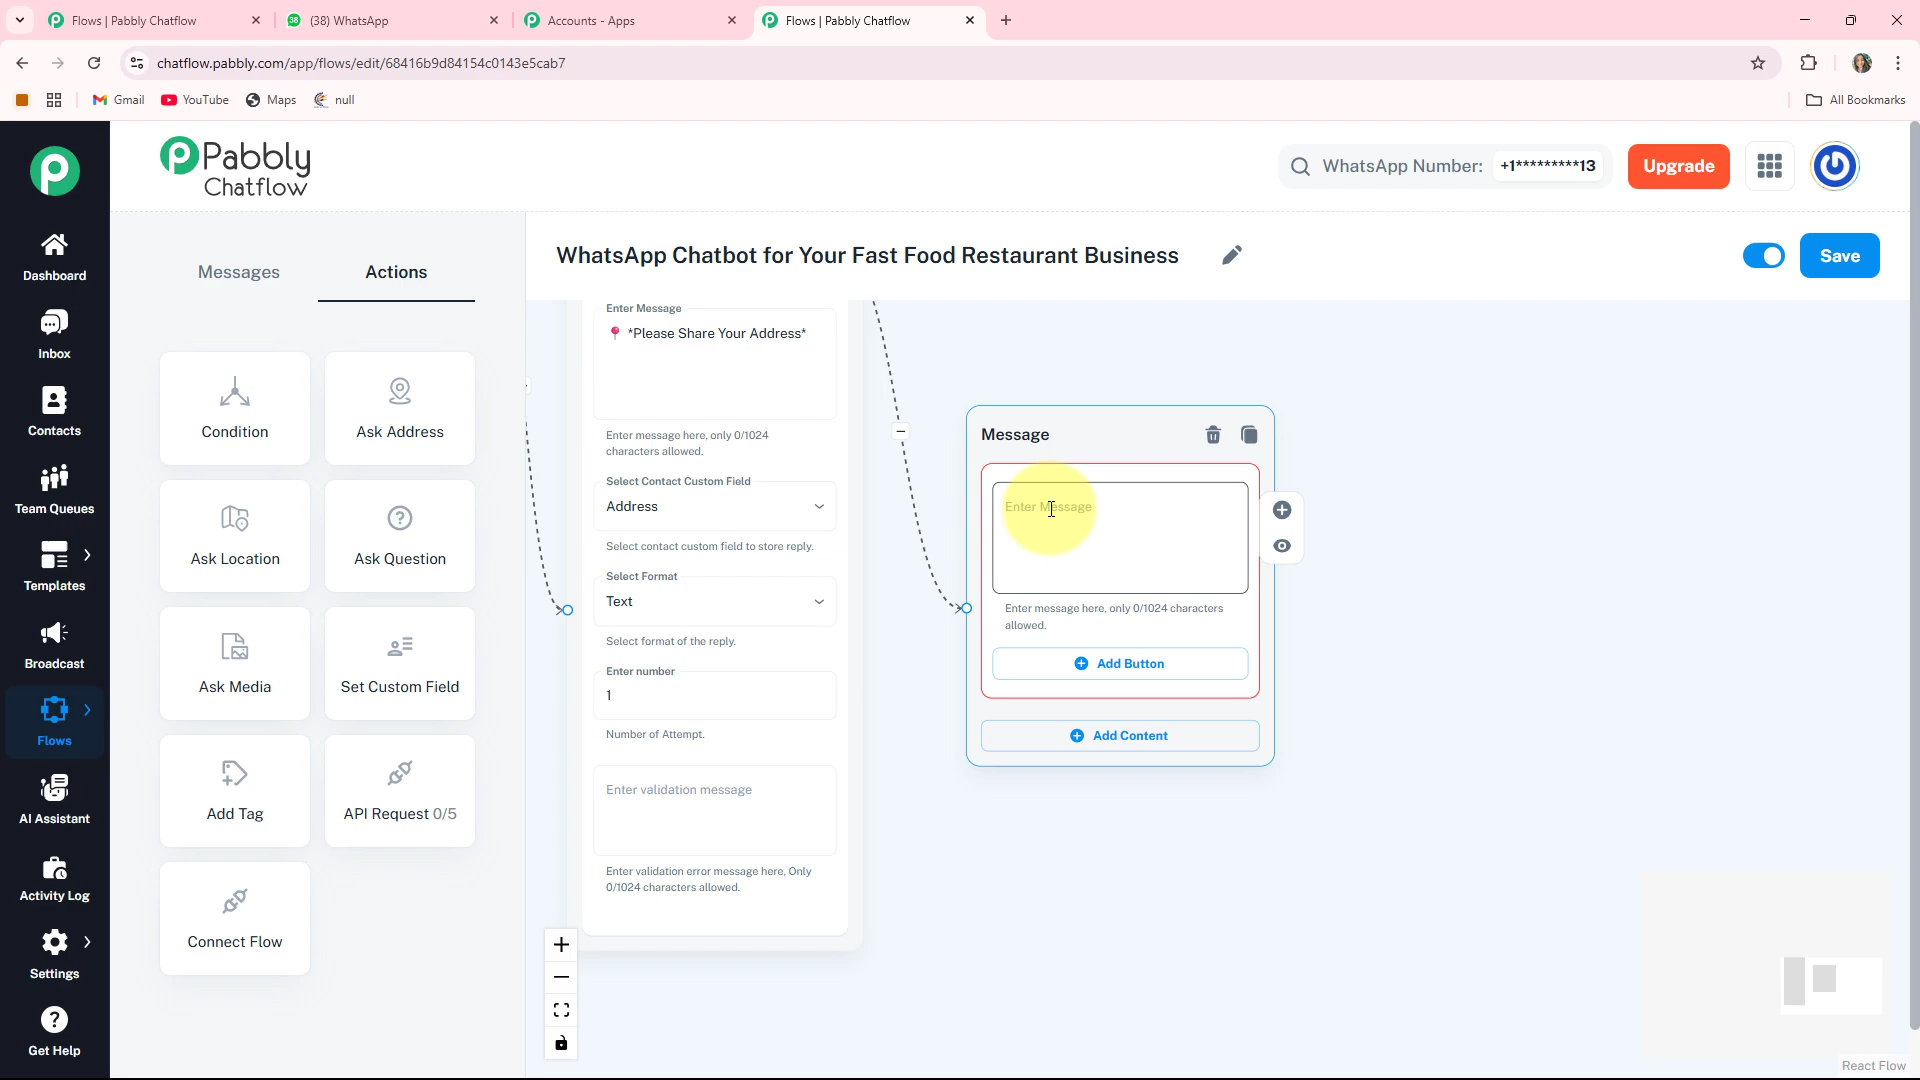 Flows | Pabbly Chatflow
(38) WhatsApp
Accounts - Apps
Flows | Pabbly Chatflow
chatflow.pabbly.com/app/flows/edit/68416b9d84154c0143e5cab7
Gmail
YouTube
Maps
null
All Bookmarks
Pabbly
Chatflow
WhatsApp Number:
+1*********13
Upgrade
Dashboard
Inbox
Contacts
Team Queues
Templates
Broadcast
Flows
AI Assistant
Activity Log
Settings
Get Help
Messages
Actions
Condition
Ask Address
Ask Location
Ask Question
Ask Media
Set Custom Field
Add Tag
API Request 0/5
Connect Flow
WhatsApp Chatbot for Your Fast Food Restaurant Business
Save
Enter Message
📍 *Please Share Your Address*
Enter message here, only 0/1024
characters allowed.
Select Contact Custom Field
Address
Select contact custom field to store reply.
Select Format
Text
Select format of the reply.
Enter number
1
Number of Attempt.
Enter validation message
Enter validation error message here, Only
0/1024 characters allowed.
Message
Enter Message
Enter message here, only 0/1024 characters
allowed.
Add Button
Add Content
React Flow